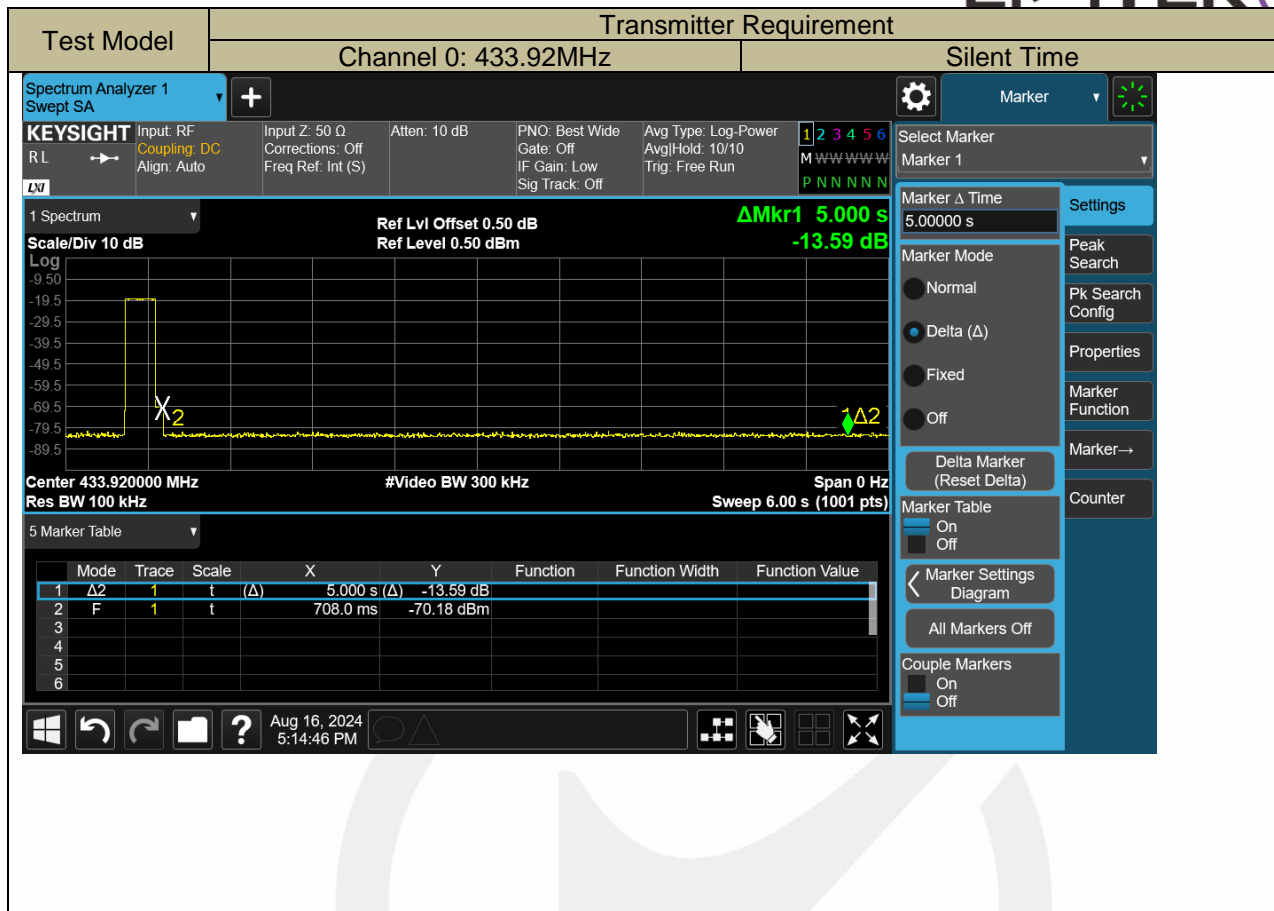 Test Model
Transmitter Requirement
Channel 0: 433.92MHz
Silent Time
Spectrum Analyzer 1
Swept SA
Marker
KEYSIGHT
RL
LXI
Input: RF
Coupling: DC
Align: Auto
Input Z: 50 Ω
Corrections: Off
Freq Ref: Int (S)
Atten: 10 dB
PNO: Best Wide
Gate: Off
IF Gain: Low
Sig Track: Off
Avg Type: Log-Power
Avg|Hold: 10/10
Trig: Free Run
1 2 3 4 5 6
M W W W W W
P N N N N N
1 Spectrum
Scale/Div 10 dB
Ref Lvl Offset 0.50 dB
Ref Level 0.50 dBm
ΔMkr1 5.000 s
-13.59 dB
Log
-9.50
-19.5
-29.5
-39.5
-49.5
-59.5
-69.5
-79.5
-89.5
X2
1Δ2
Center 433.920000 MHz
Res BW 100 kHz
#Video BW 300 kHz
Span 0 Hz
Sweep 6.00 s (1001 pts)
5 Marker Table
Mode Trace Scale X Y Function Function Width Function Value
1 Δ2 1 t (Δ) 5.000 s (Δ) -13.59 dB
2 F 1 t 708.0 ms -70.18 dBm
3
4
5
6
?
Aug 16, 2024
5:14:46 PM
Select Marker
Marker 1
Marker Δ Time
5.00000 s
Marker Mode
Normal
Delta (Δ)
Fixed
Off
Delta Marker
(Reset Delta)
Marker Table
On
Off
Marker Settings
Diagram
All Markers Off
Couple Markers
On
Off
Settings
Peak
Search
Pk Search
Config
Properties
Marker
Function
Marker→
Counter